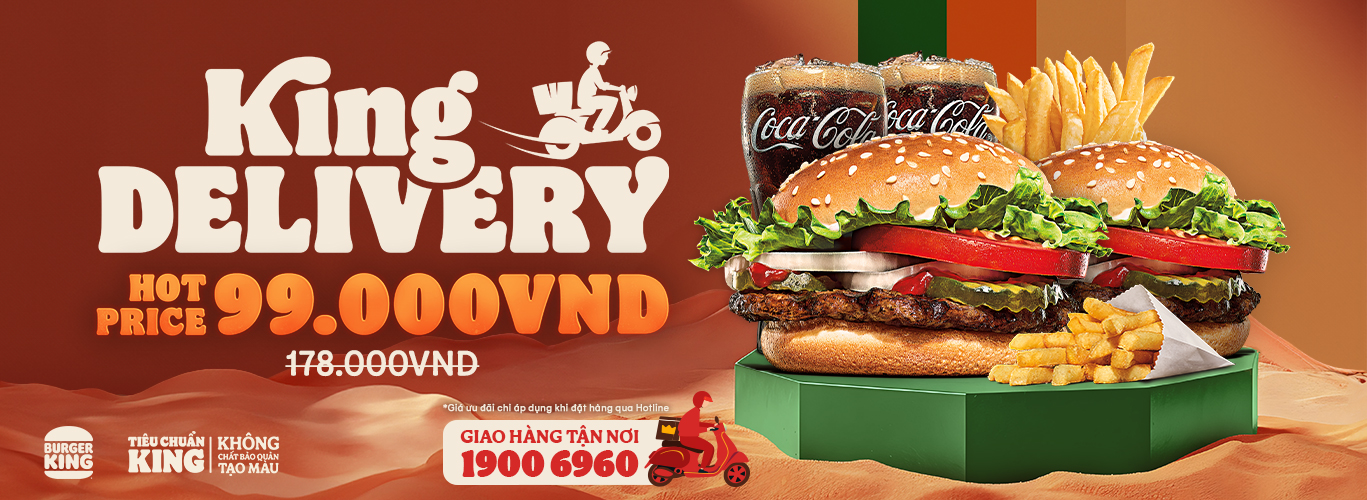 King
DELIVERY
HOT
PRICE
99.000VND
178.000VND
*Giá ưu đãi chỉ áp dụng khi đặt hàng qua Hotline
GIAO HÀNG TẬN NƠI
1900 6960
BURGER
KING
TIÊU CHUẨN
KING
KHÔNG
CHẤT BẢO QUẢN
TẠO MÀU
Coca-Cola
Coca-Cola